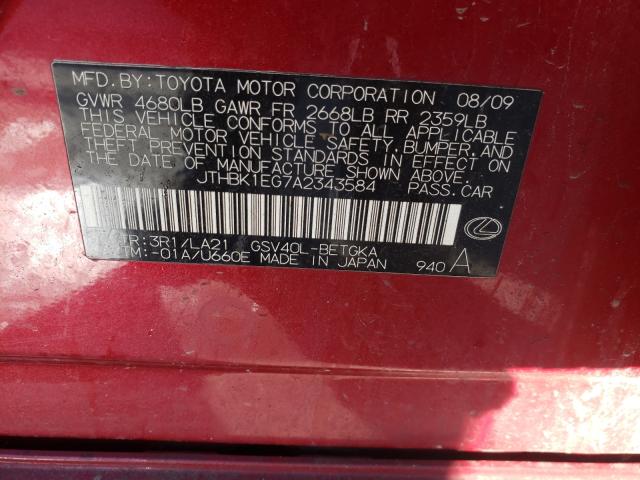 MFD. BY: TOYOTA MOTOR CORPORATION 08/09
GVWR 4680LB GAWR FR 2668LB RR 2359LB
THIS VEHICLE CONFORMS TO ALL APPLICABLE
FEDERAL MOTOR VEHICLE SAFETY, BUMPER, AND
THEFT PREVENTION STANDARDS IN EFFECT ON
THE DATE OF MANUFACTURE SHOWN ABOVE.
JTHBK1EG7A2343584 PASS. CAR
TR: 3R1/LA21 GSV40L-BETGKA
TM: -01A/U660E MADE IN JAPAN 940 A